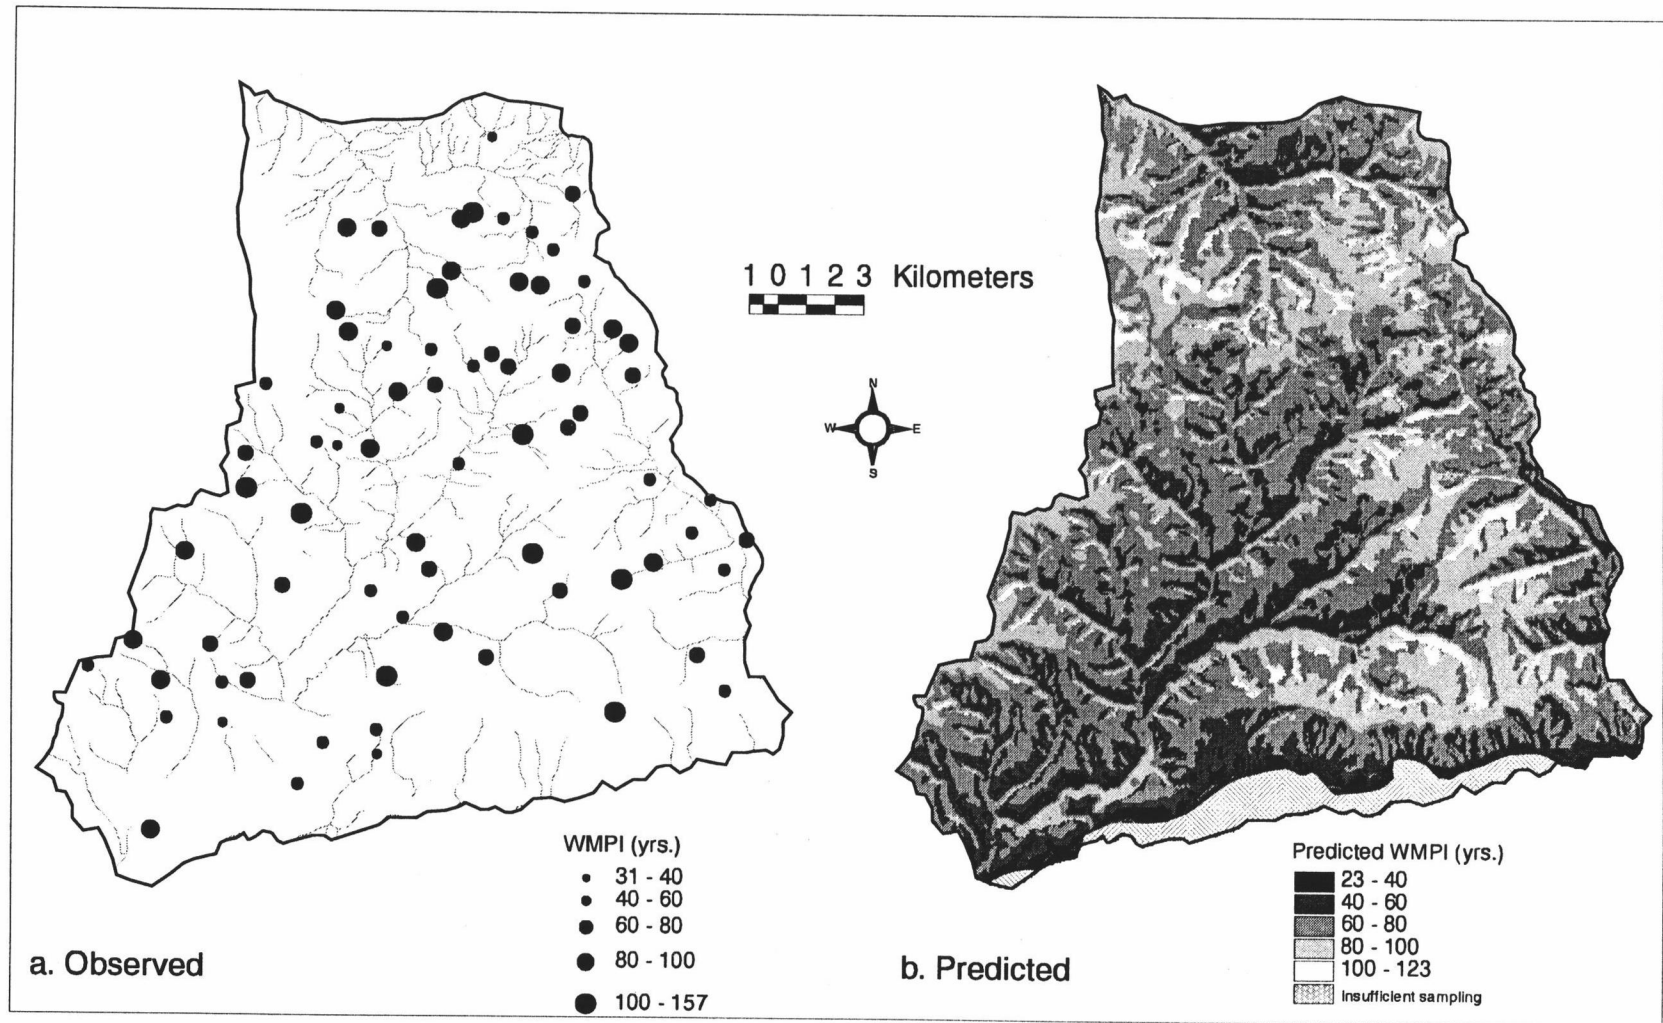 1 0 1 2 3 Kilometers
N
W E
S
WMPI (yrs.)
31 - 40
40 - 60
60 - 80
80 - 100
100 - 157
a. Observed
Predicted WMPI (yrs.)
23 - 40
40 - 60
60 - 80
80 - 100
100 - 123
Insufficient sampling
b. Predicted